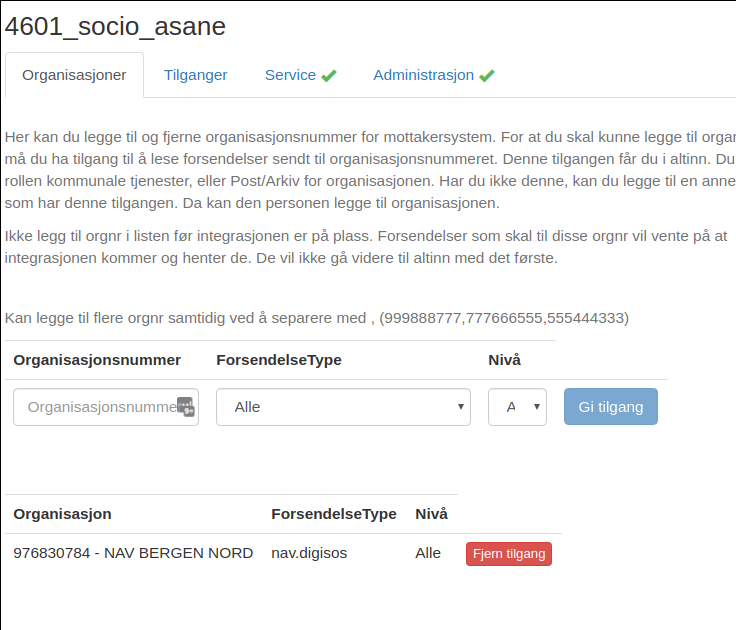 4601_socio_asane
Organisasjoner Tilganger Service Administrasjon
Her kan du legge til og fjerne organisasjonsnummer for mottakersystem. For at du skal kunne legge til
må du ha tilgang til å lese forsendelser sendt til organisasjonsnummeret. Denne tilgangen får du i altinn. Du
rollen kommunale tjenester, eller Post/Arkiv for organisasjonen. Har du ikke denne, kan du legge til en
som har denne tilgangen. Da kan den personen legge til organisasjonen.
Ikke legg til orgnr i listen før integrasjonen er på plass. Forsendelser som skal til disse orgnr vil vente på at
integrasjonen kommer og henter de. De vil ikke gå videre til altinn med det første.
Kan legge til flere orgnr samtidig ved å separere med , (999888777,777666555,555444333)
Organisasjonsnummer ForsendelseType Nivå
Organisasjonsnumme Alle A Gi tilgang
Organisasjon ForsendelseType Nivå
976830784 - NAV BERGEN NORD nav.digisos Alle Fjern tilgang